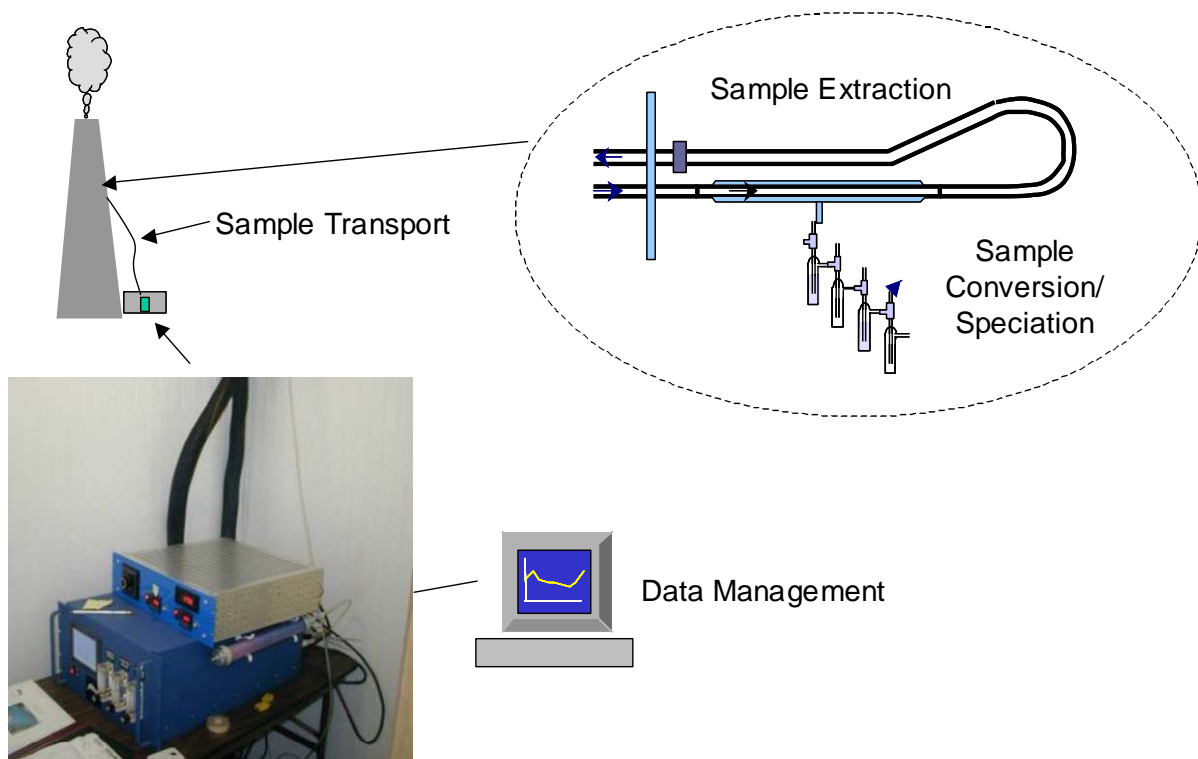 Sample Extraction
Sample Transport
Sample
Conversion/
Speciation
Data Management